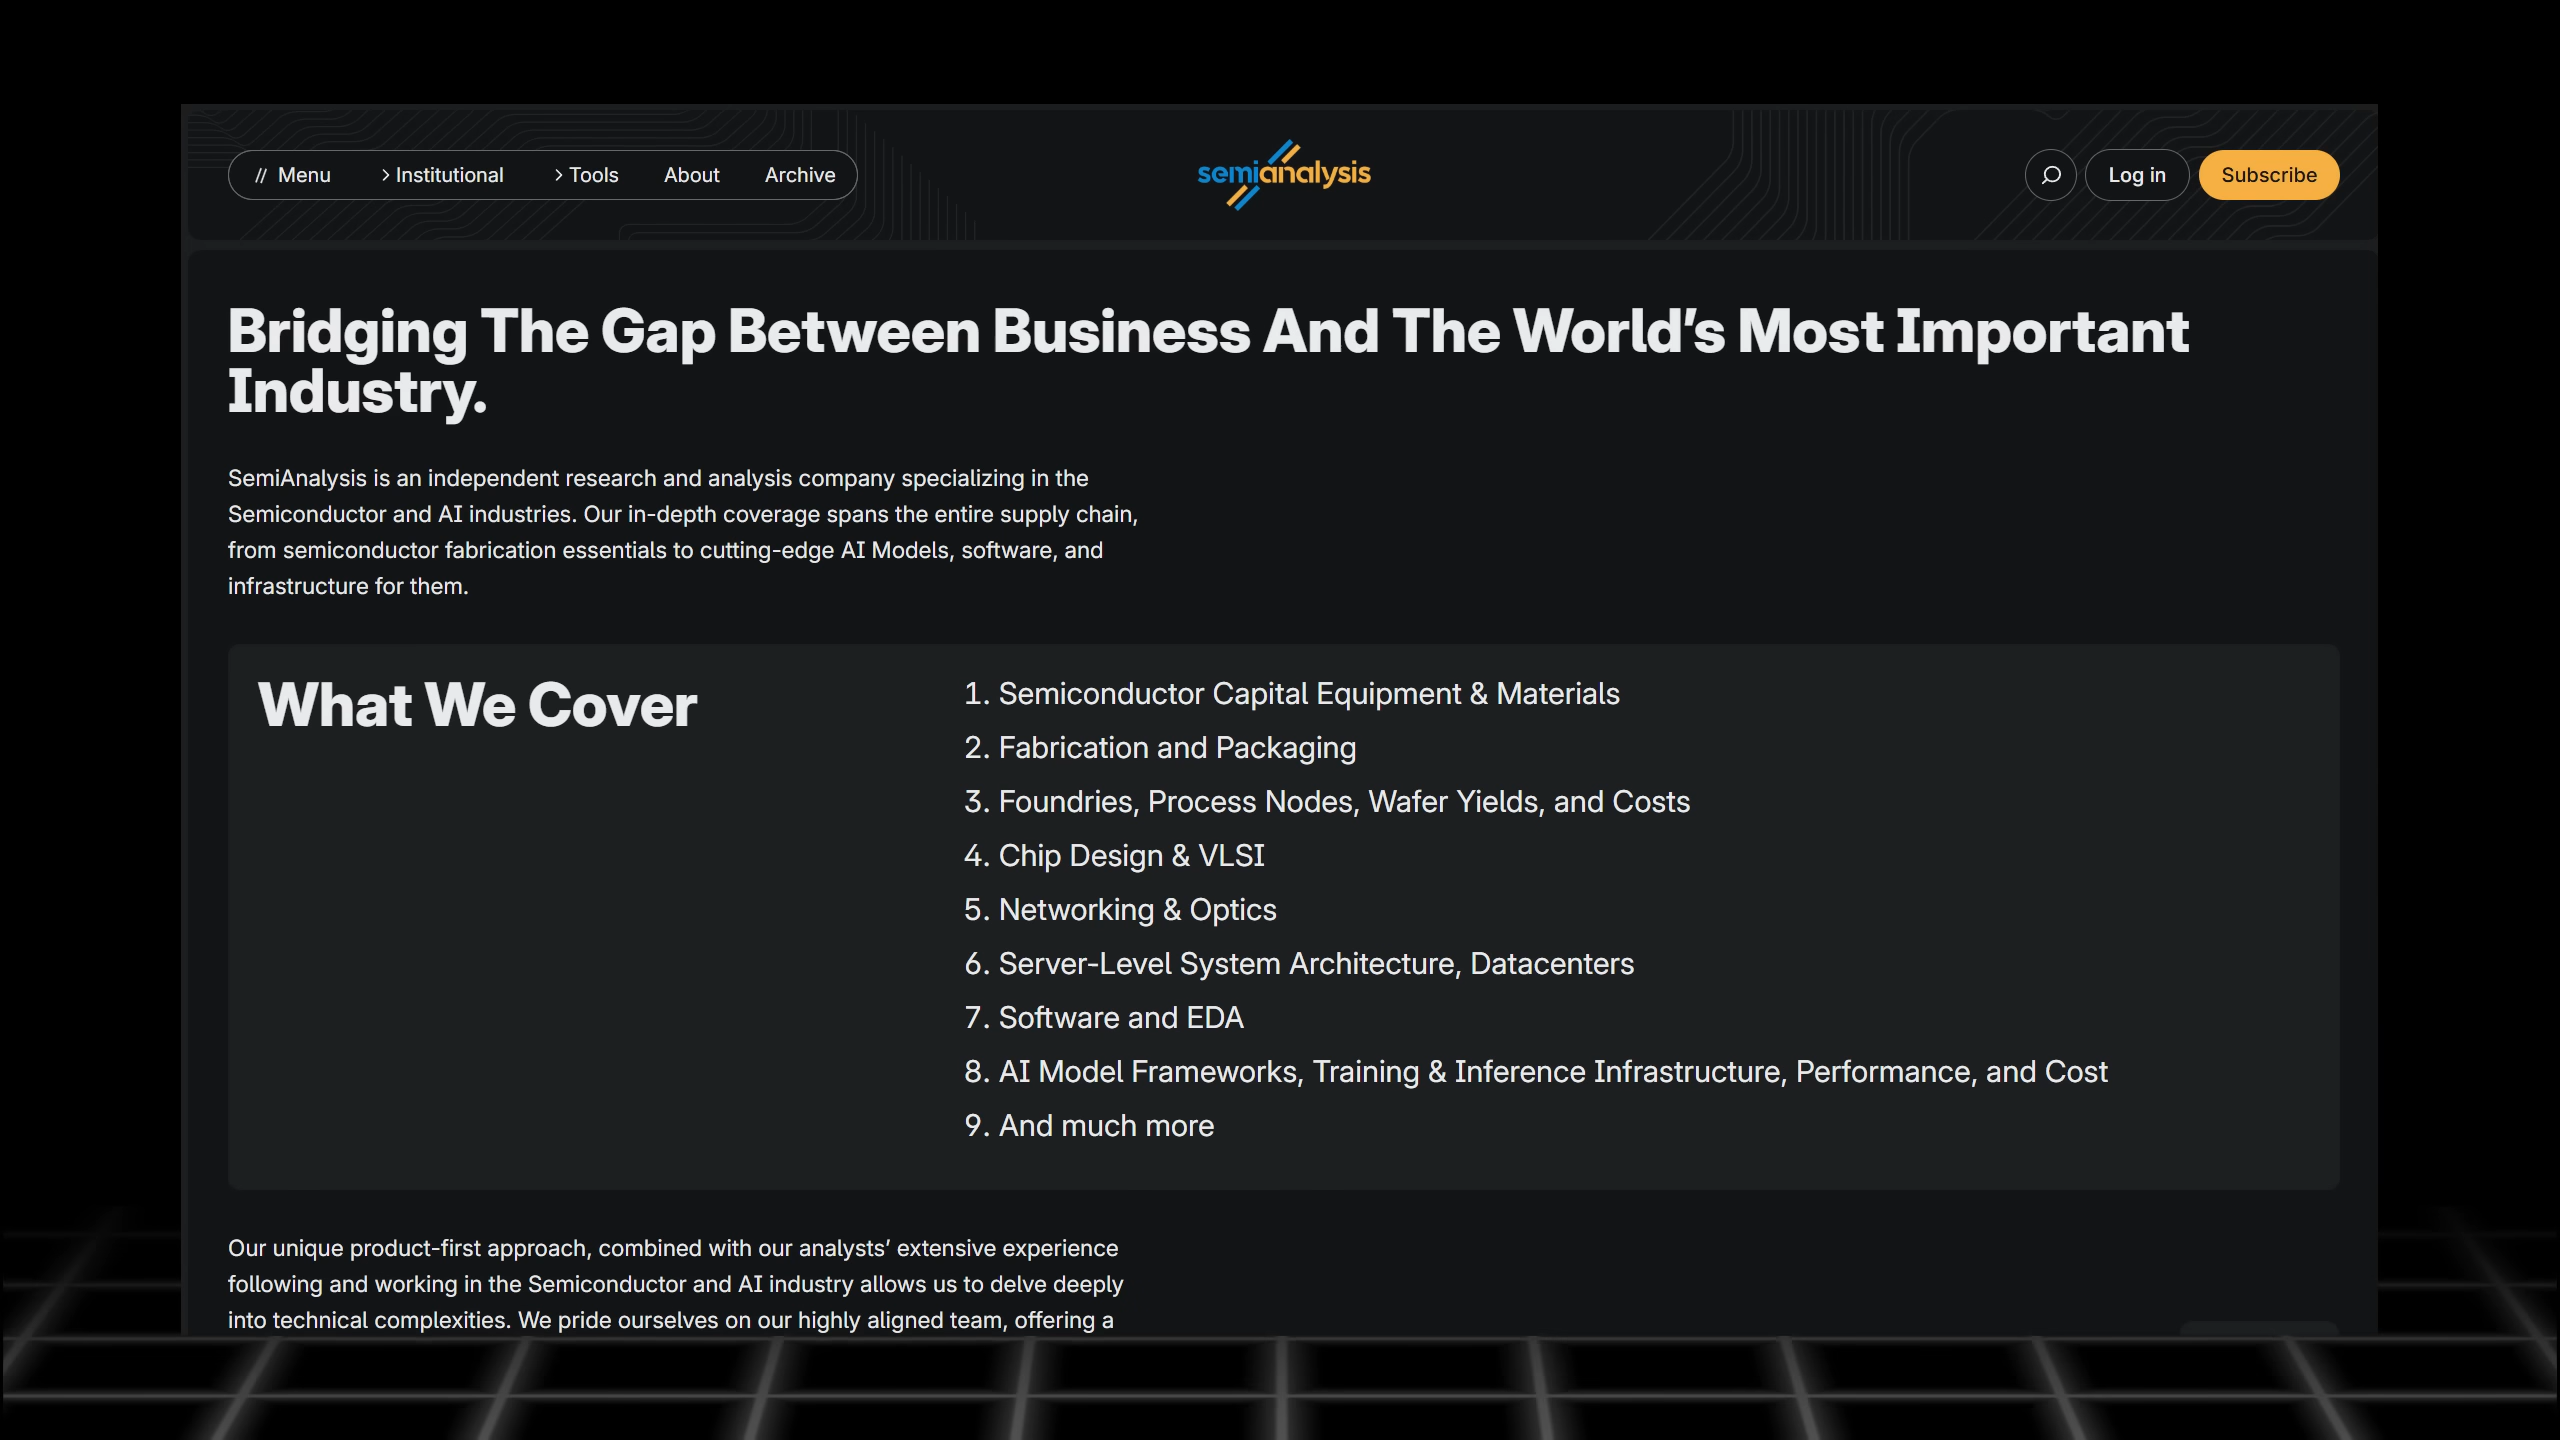 // Menu
> Institutional
> Tools
About
Archive
semianalysis
Log in
Subscribe
Bridging The Gap Between Business And The World’s Most Important
Industry.
SemiAnalysis is an independent research and analysis company specializing in the
Semiconductor and AI industries. Our in-depth coverage spans the entire supply chain,
from semiconductor fabrication essentials to cutting-edge AI Models, software, and
infrastructure for them.
What We Cover
1. Semiconductor Capital Equipment & Materials
2. Fabrication and Packaging
3. Foundries, Process Nodes, Wafer Yields, and Costs
4. Chip Design & VLSI
5. Networking & Optics
6. Server-Level System Architecture, Datacenters
7. Software and EDA
8. AI Model Frameworks, Training & Inference Infrastructure, Performance, and Cost
9. And much more
Our unique product-first approach, combined with our analysts’ extensive experience
following and working in the Semiconductor and AI industry allows us to delve deeply
into technical complexities. We pride ourselves on our highly aligned team, offering a